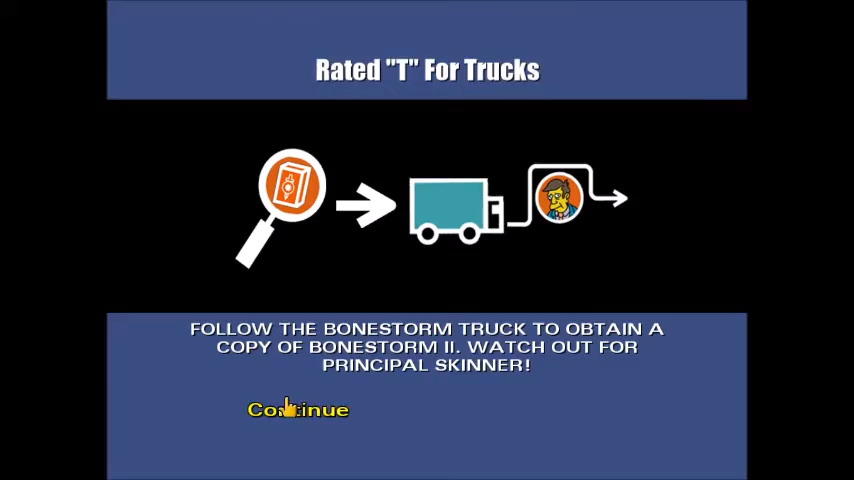 Rated "T" For Trucks
FOLLOW THE BONESTORM TRUCK TO OBTAIN A
COPY OF BONESTORM II. WATCH OUT FOR
PRINCIPAL SKINNER!
Continue